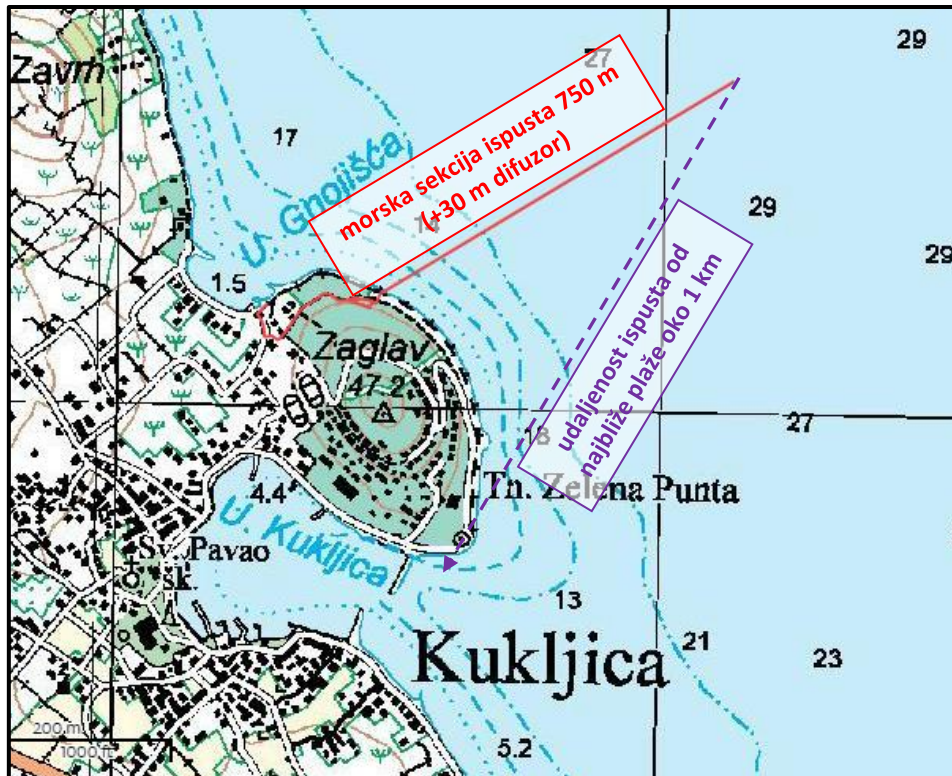 29
27
Zavrh
17
morska sekcija ispusta 750 m
(+30 m difuzor)
U. Gnojišća
29
29
1.5
Zaglav
47.2
udaljenost ispusta od
najbliže plaže oko 1 km
27
18
4.4
Tn. Zelena Punta
U. Kukljica
Sv. Pavao
šk.
13
Kukljica
21
23
200 m
1000 ft
5.2